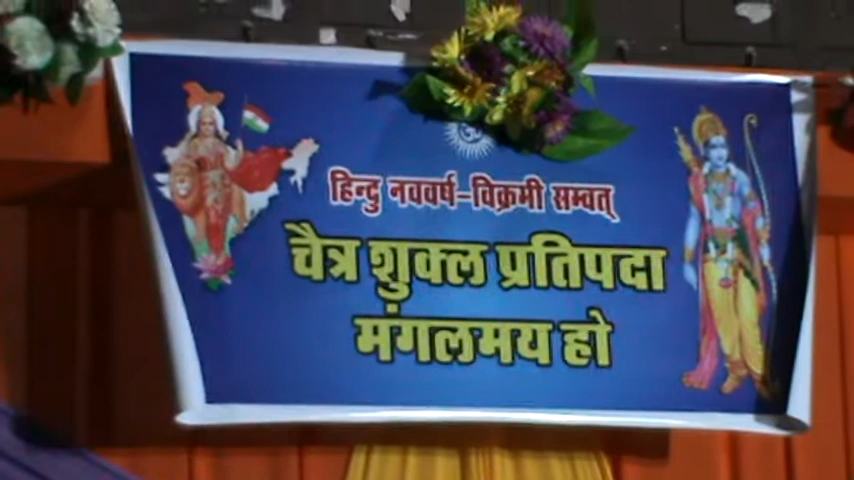 हिन्दु नववर्ष-विक्रमी सम्वत्
चैत्र शुक्ल प्रतिपदा
मंगलमय हो